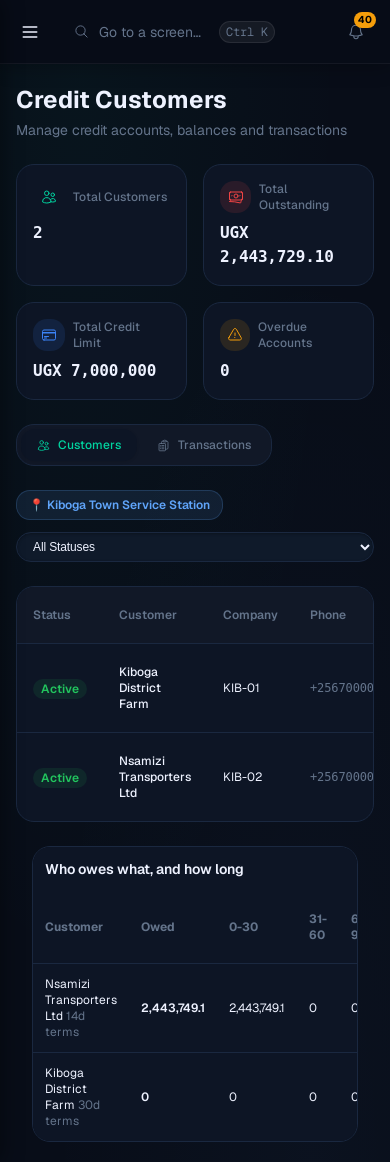 Go to a screen... Ctrl K 40
Credit Customers
Manage credit accounts, balances and transactions
Total Customers
2
Total
Outstanding
UGX
2,443,729.10
Total Credit
Limit
UGX 7,000,000
Overdue
Accounts
0
Customers Transactions
📍 Kiboga Town Service Station
All Statuses
Status Customer Company Phone
Active Kiboga District Farm KIB-01 +25670000
Active Nsamizi Transporters Ltd KIB-02 +25670000
Who owes what, and how long
Customer Owed 0-30 31-60
Nsamizi Transporters Ltd 14d terms 2,443,749.1 2,443,749.1 0 0
Kiboga District Farm 30d terms 0 0 0 0